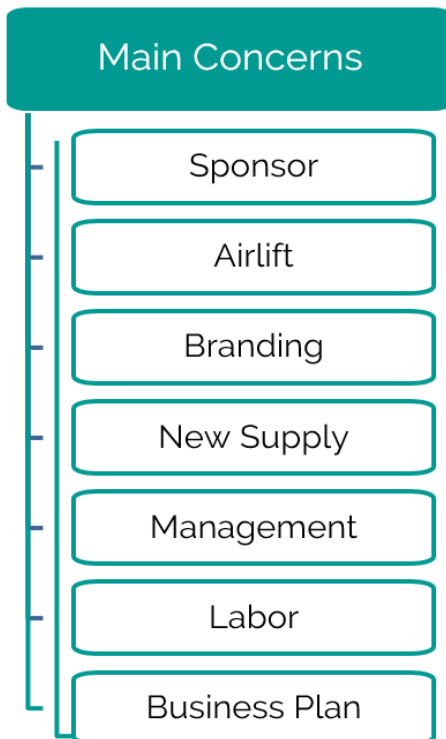 Main Concerns
Sponsor
Airlift
Branding
New Supply
Management
Labor
Business Plan